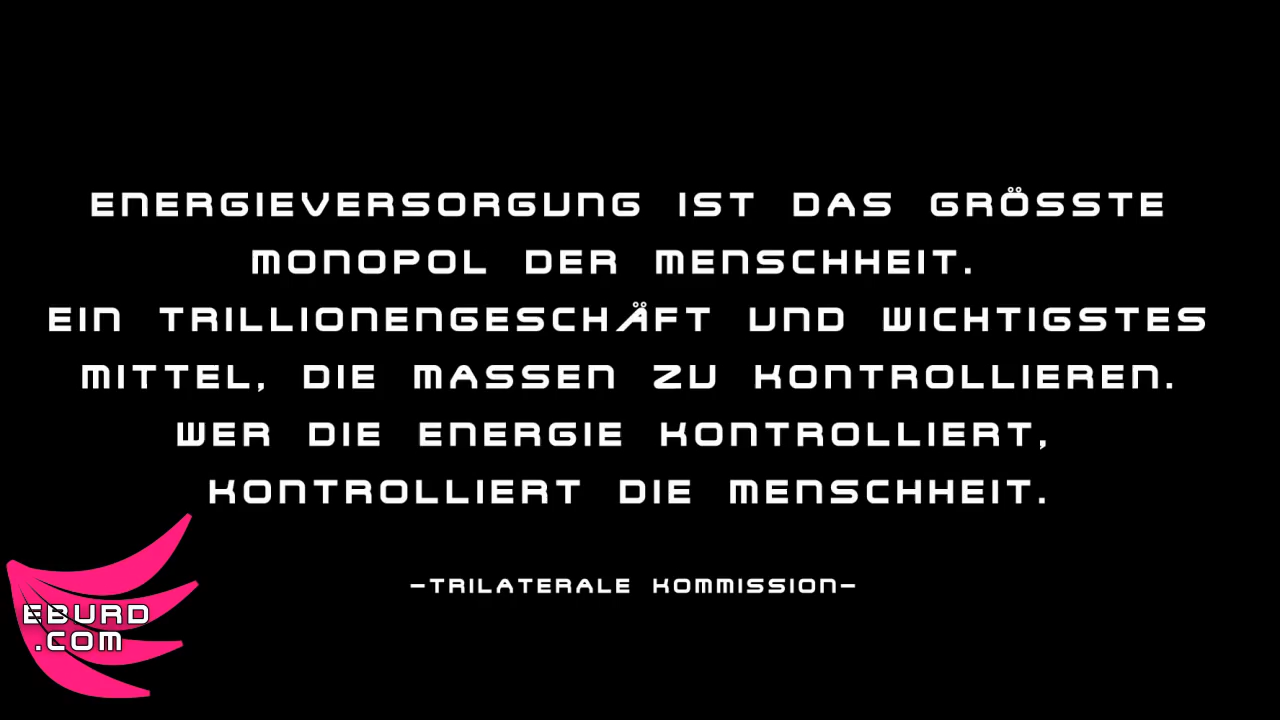 ENERGIEVERSORGUNG IST DAS GRÖSSTE
MONOPOL DER MENSCHHEIT.
EIN TRILLIONENGESCHÄFT UND WICHTIGSTES
MITTEL, DIE MASSEN ZU KONTROLLIEREN.
WER DIE ENERGIE KONTROLLIERT,
KONTROLLIERT DIE MENSCHHEIT.
-TRILATERALE KOMMISSION-
EBURD
.COM